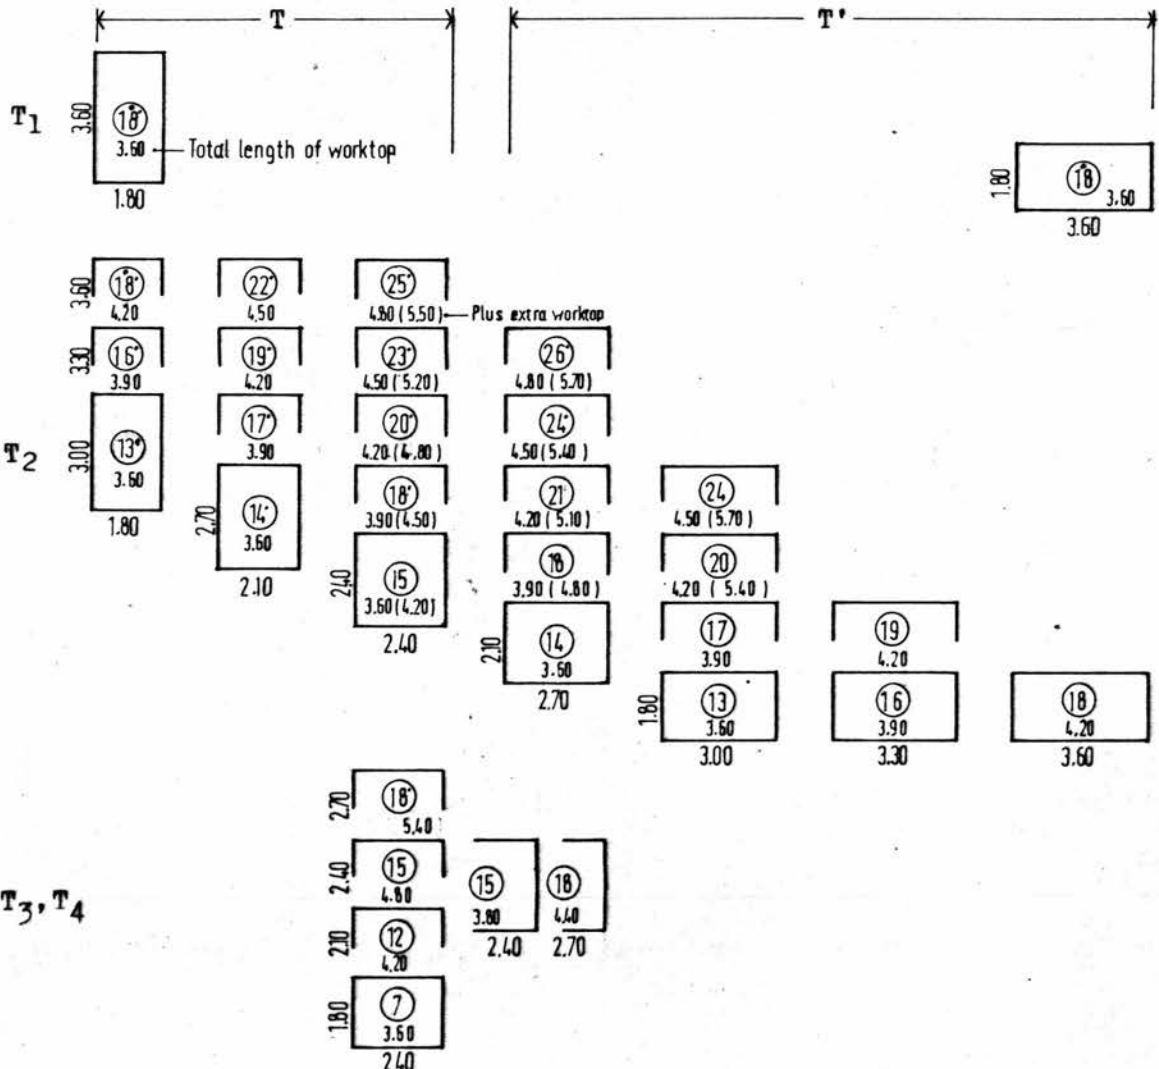 T T'
T1 3.60 18 3.60 Total length of worktop
1.80
1.80 18 3.60
3.60
3.60 18 22 25
4.20 4.50 4.80 (5.50) Plus extra worktop
3.30 16 19 23 26
3.90 4.20 4.50 (5.20) 4.80 (5.70)
T2 3.00 13 17 20 24
3.60 3.90 4.20 (4.80) 4.50 (5.40)
1.80 2.70 14 18 21 24
3.60 3.90 (4.50) 4.20 (5.10) 4.50 (5.70)
2.10 2.40 15 18 20
3.60 (4.20) 3.90 (4.80) 4.20 (5.40)
2.40 2.10 14 17 19
3.60 3.90 4.20
2.70 1.80 13 16 18
3.60 3.90 4.20
3.00 3.30 3.60
2.70 18
5.40
T3, T4 2.40 15 15 18
4.80 3.80 4.40
2.10 12 2.40 2.70
4.20
1.80 7
3.60
2.40